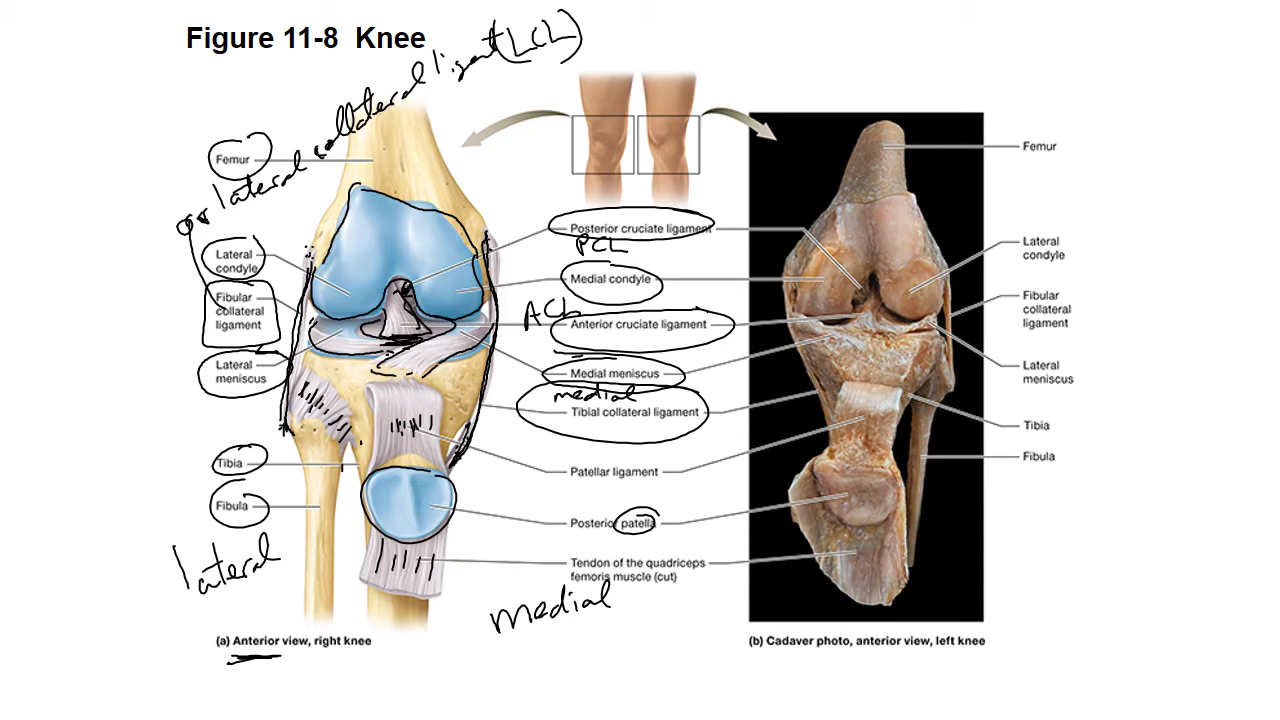 Figure 11-8 Knee
or lateral collateral ligant (LCL)
Femur
Lateral
condyle
Fibular
collateral
ligament
Lateral
meniscus
Tibia
Fibula
lateral
Posterior cruciate ligament
PCL
Medial condyle
ACL
Anterior cruciate ligament
Medial meniscus
medial
Tibial collateral ligament
Patellar ligament
Posterior patella
Tendon of the quadriceps
femoris muscle (cut)
medial
Femur
Lateral
condyle
Fibular
collateral
ligament
Lateral
meniscus
Tibia
Fibula
(a) Anterior view, right knee
(b) Cadaver photo, anterior view, left knee